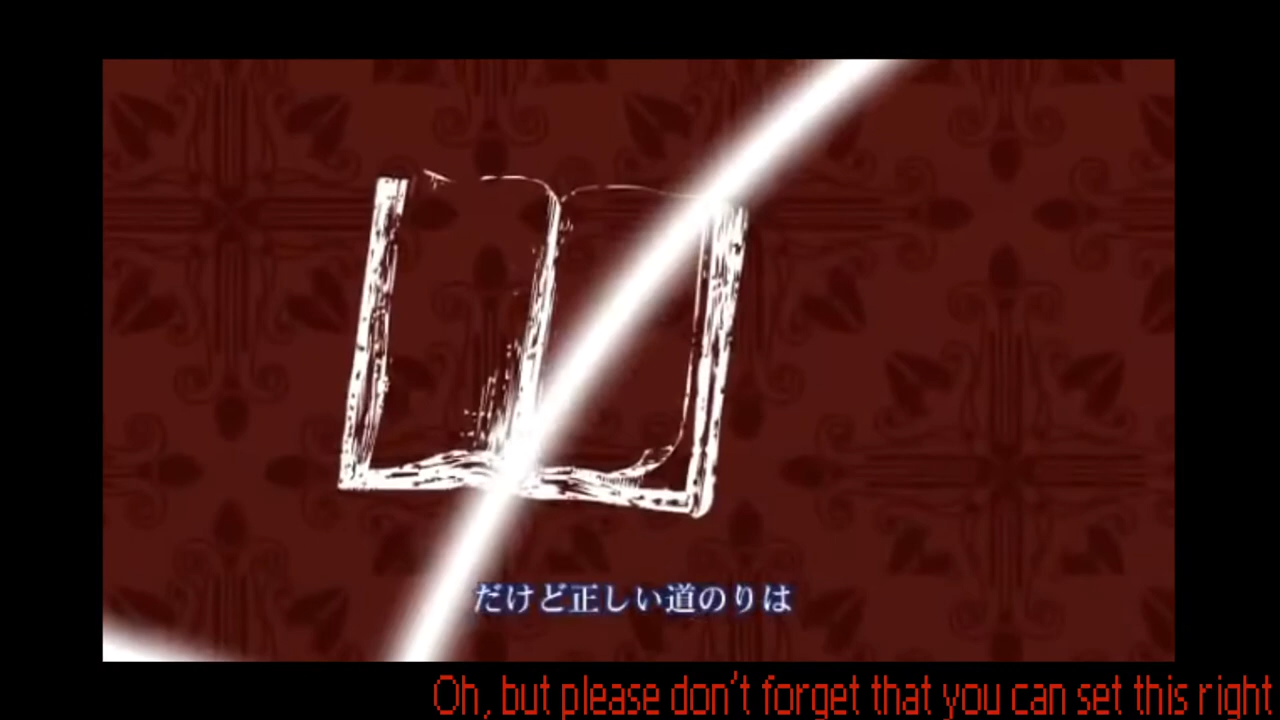 だけど正しい道のりは
Oh, but please don't forget that you can set this right